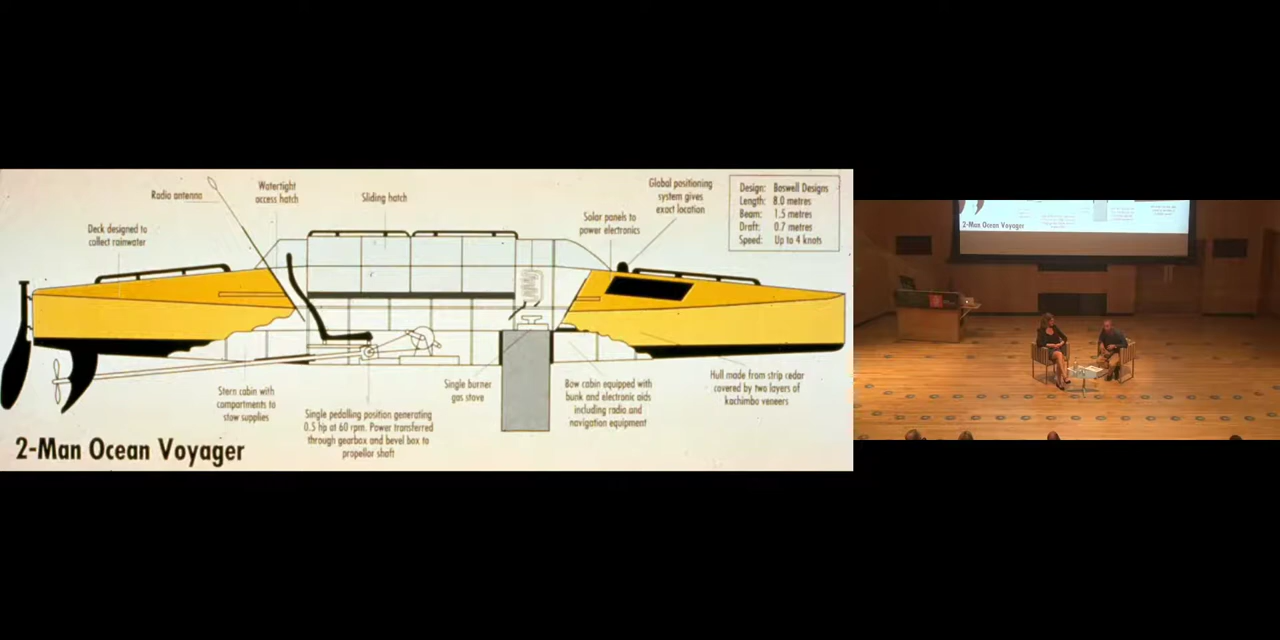 Radio antenna
Watertight
access hatch
Sliding hatch
Global positioning
system gives
exact location
Solar panels to
power electronics
Deck designed to
collect rainwater
Design: Boswell Designs
Length: 8.0 metres
Beam: 1.5 metres
Draft: 0.7 metres
Speed: Up to 4 knots
Stern cabin with
compartments to
stow supplies
Single pedalling position generating
0.5 hp at 60 rpm. Power transferred
through gearbox and bevel box to
propellor shaft
Single burner
gas stove
Bow cabin equipped with
bunk and electronic aids
including radio and
navigation equipment
Hull made from strip cedar
covered by two layers of
kachimbo veneers
2-Man Ocean Voyager
2-Man Ocean Voyager